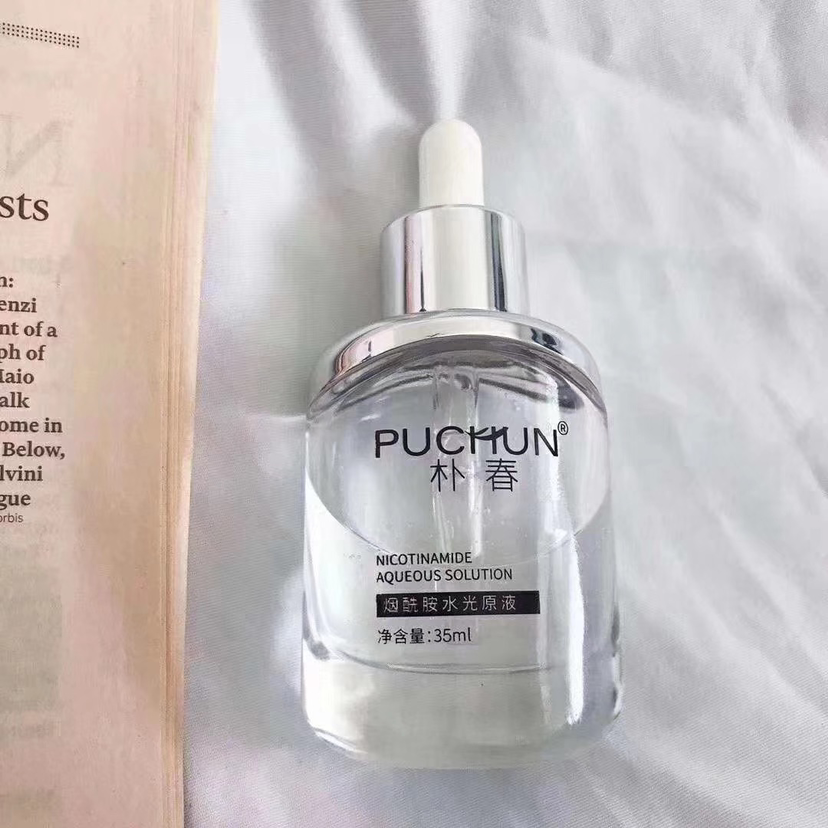 sts
n:
enzi
nt of a
ph of
Maio
alk
ome in
Below,
lvini
gue
orbis
PUCHUN®
朴春
NICOTINAMIDE
AQUEOUS SOLUTION
烟酰胺水光原液
净含量:35ml